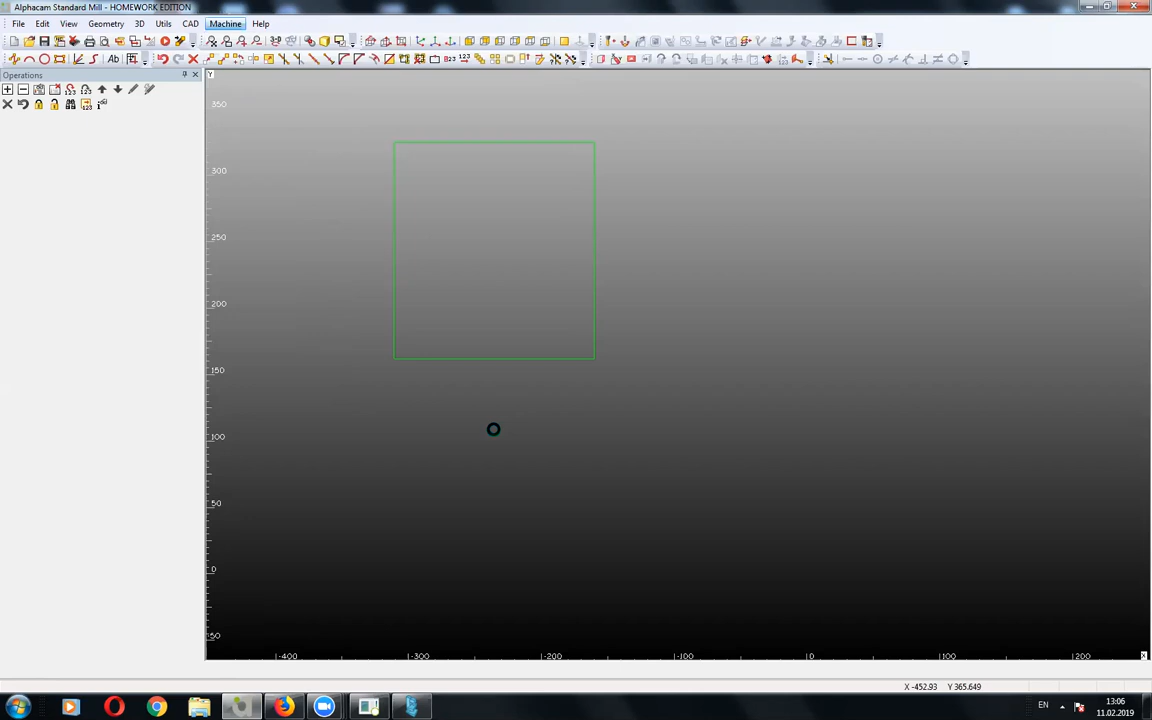 Alphacam Standard Mill - HOMEWORK EDITION
File Edit View Geometry 3D Utils CAD Machine Help
Operations
Y
350
300
250
200
150
100
50
0
50
-400 -300 -200 -100 0 100 200 X
X -452.93 Y 365.649
EN 13:06
11.02.2019